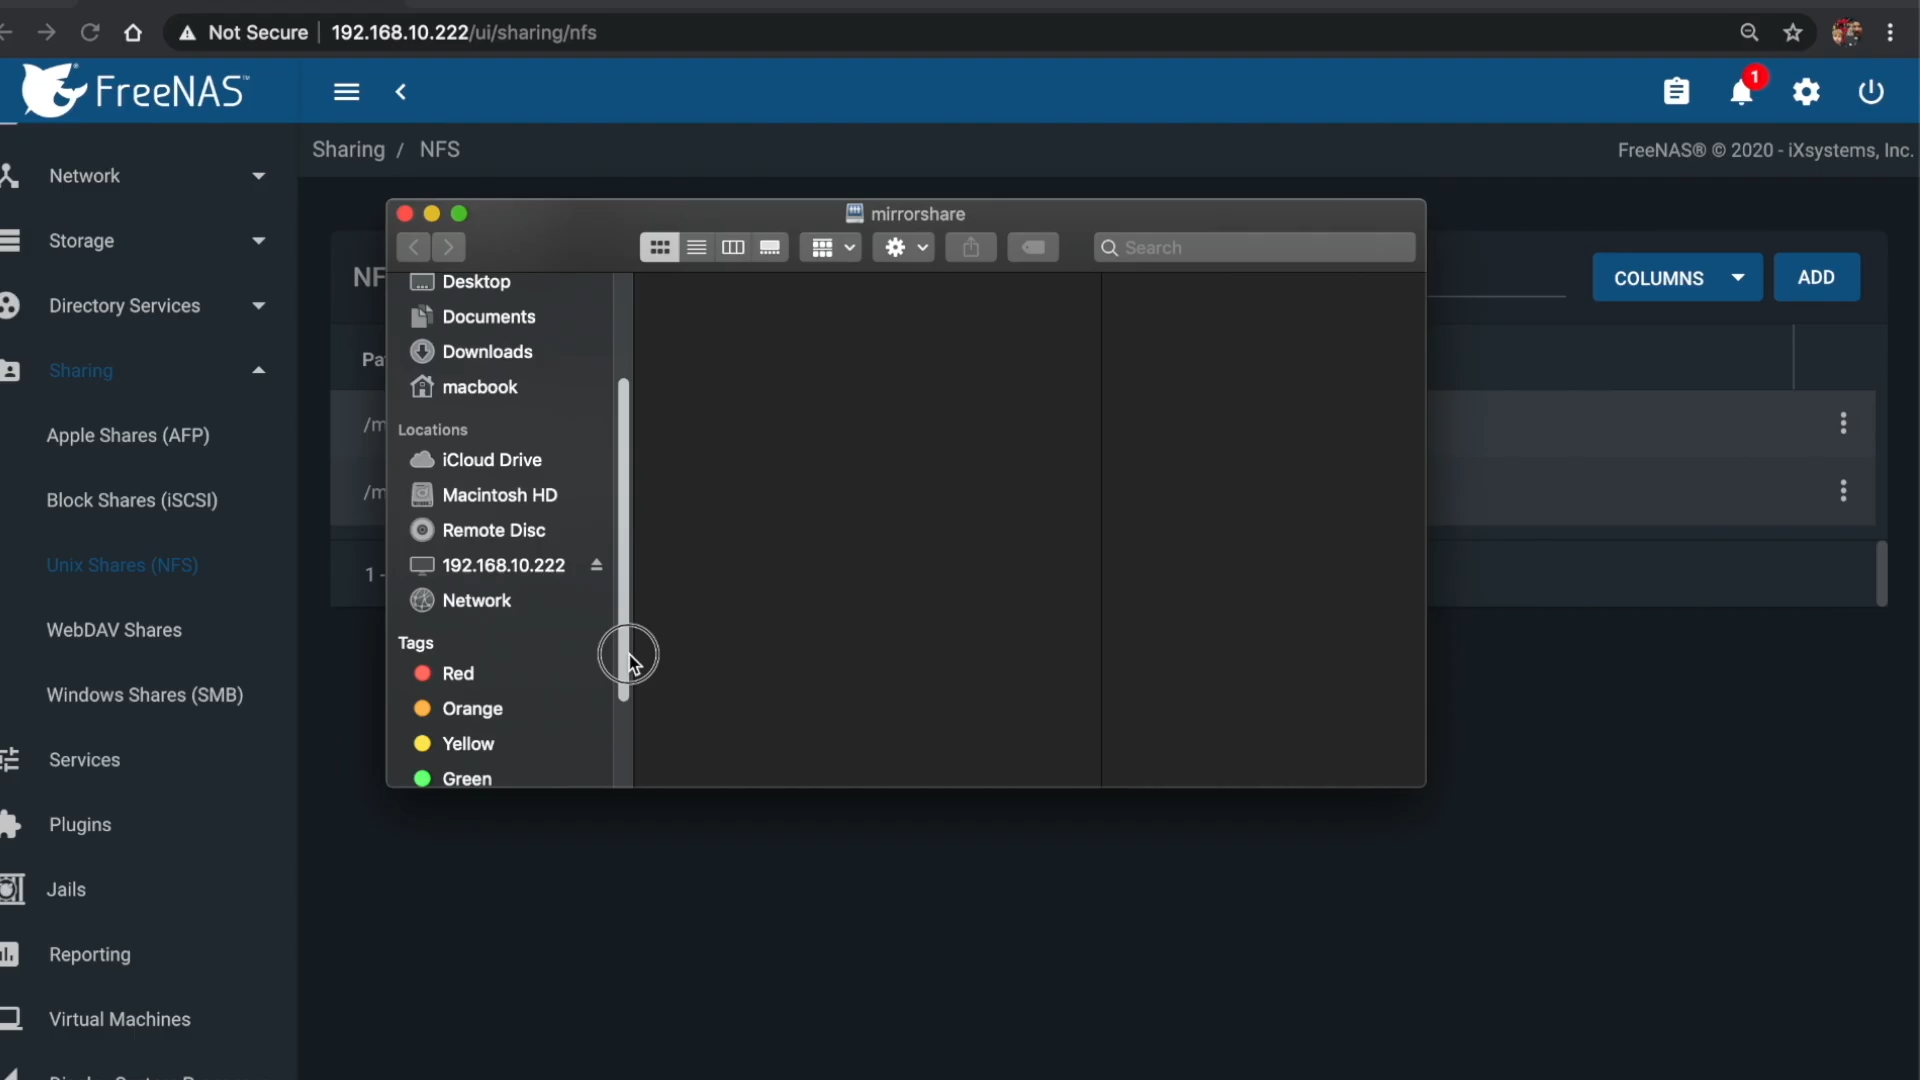 Not Secure 192.168.10.222/ui/sharing/nfs
FreeNAS™
1
Sharing / NFS
FreeNAS® © 2020 - iXsystems, Inc.
Network
Storage
Directory Services
Sharing
Apple Shares (AFP)
Block Shares (iSCSI)
Unix Shares (NFS)
WebDAV Shares
Windows Shares (SMB)
Services
Plugins
Jails
Reporting
Virtual Machines
mirrorshare
Search
Desktop
Documents
Downloads
macbook
Locations
iCloud Drive
Macintosh HD
Remote Disc
192.168.10.222
Network
Tags
Red
Orange
Yellow
Green
COLUMNS
ADD
1 -